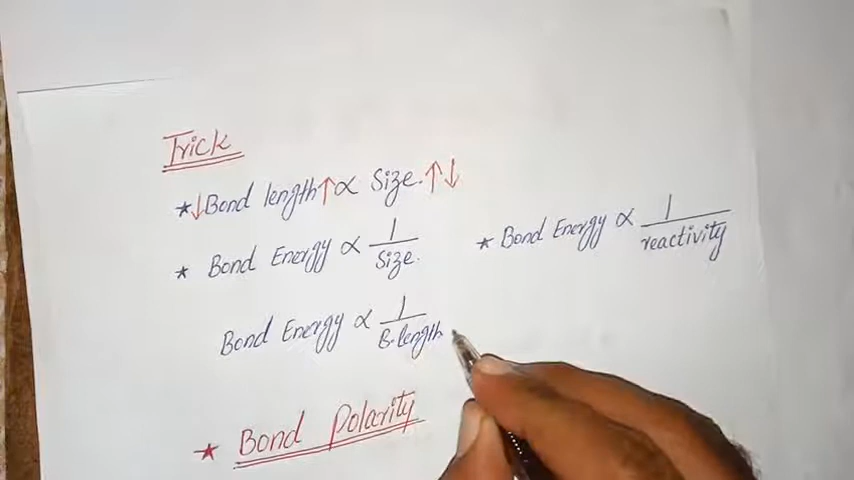 Trick
* ↓Bond length↑ ∝ Size.↑↓
* Bond Energy ∝ 1/Size.
* Bond Energy ∝ 1/reactivity
Bond Energy ∝ 1/B.length
* Bond Polarity